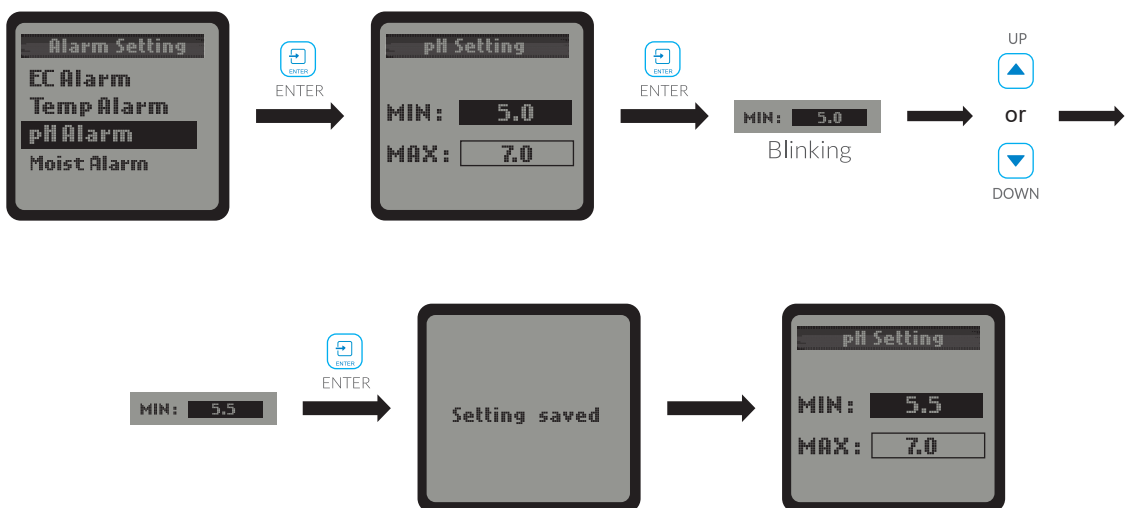 Alarm Setting
EC Alarm
Temp Alarm
pH Alarm
Moist Alarm
ENTER
ENTER
pH Setting
MIN: 5.0
MAX: 7.0
ENTER
ENTER
MIN: 5.0
Blinking
UP
or
DOWN
MIN: 5.5
ENTER
ENTER
Setting saved
pH Setting
MIN: 5.5
MAX: 7.0